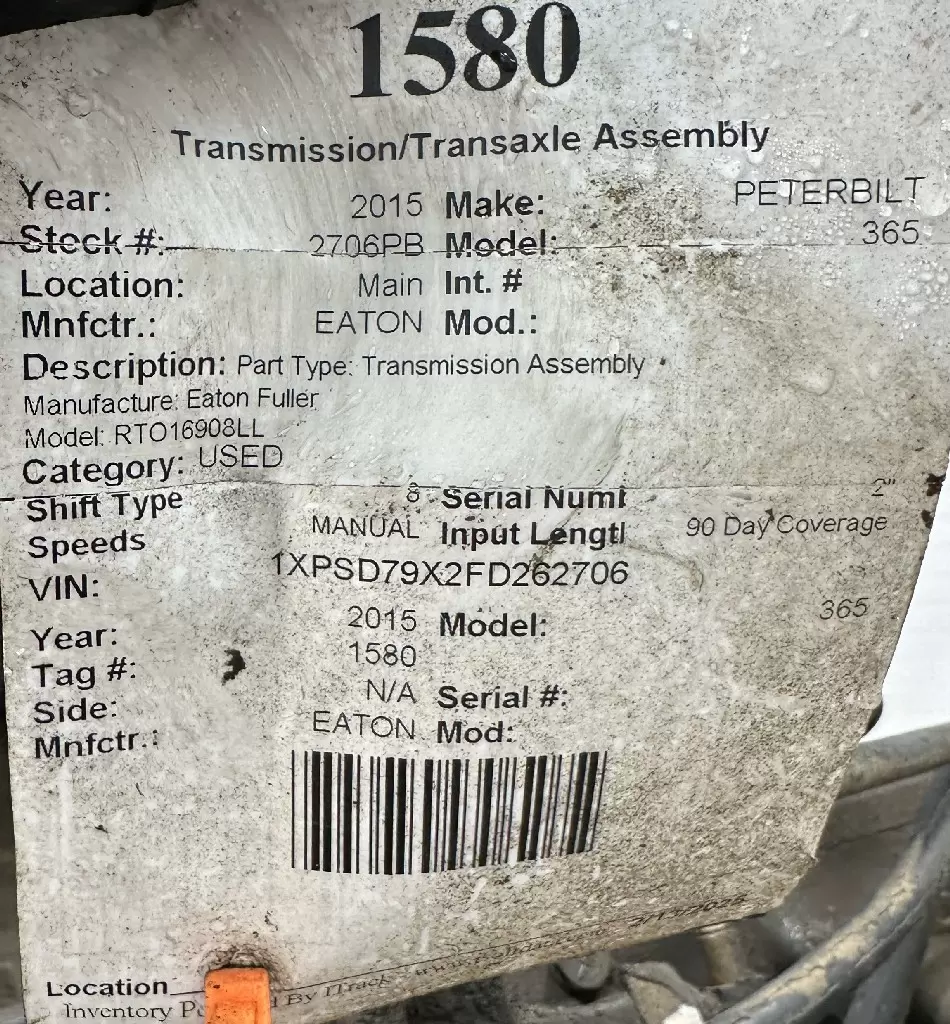 1580
Transmission/Transaxle Assembly
Year: 2015 Make: PETERBILT
Stock #: 2706PB Model: 365
Location: Main Int. #
Mnfctr.: EATON Mod.:
Description: Part Type: Transmission Assembly
Manufacture: Eaton Fuller
Model: RTO16908LL
Category: USED
Shift Type 8 Serial Numl 2"
Speeds MANUAL Input Lengtl 90 Day Coverage
VIN: 1XPSD79X2FD262706
Year: 2015 Model: 365
Tag #: 1580
Side: N/A Serial #:
Mnfctr.: EATON Mod:
Location
Inventory By ITrack